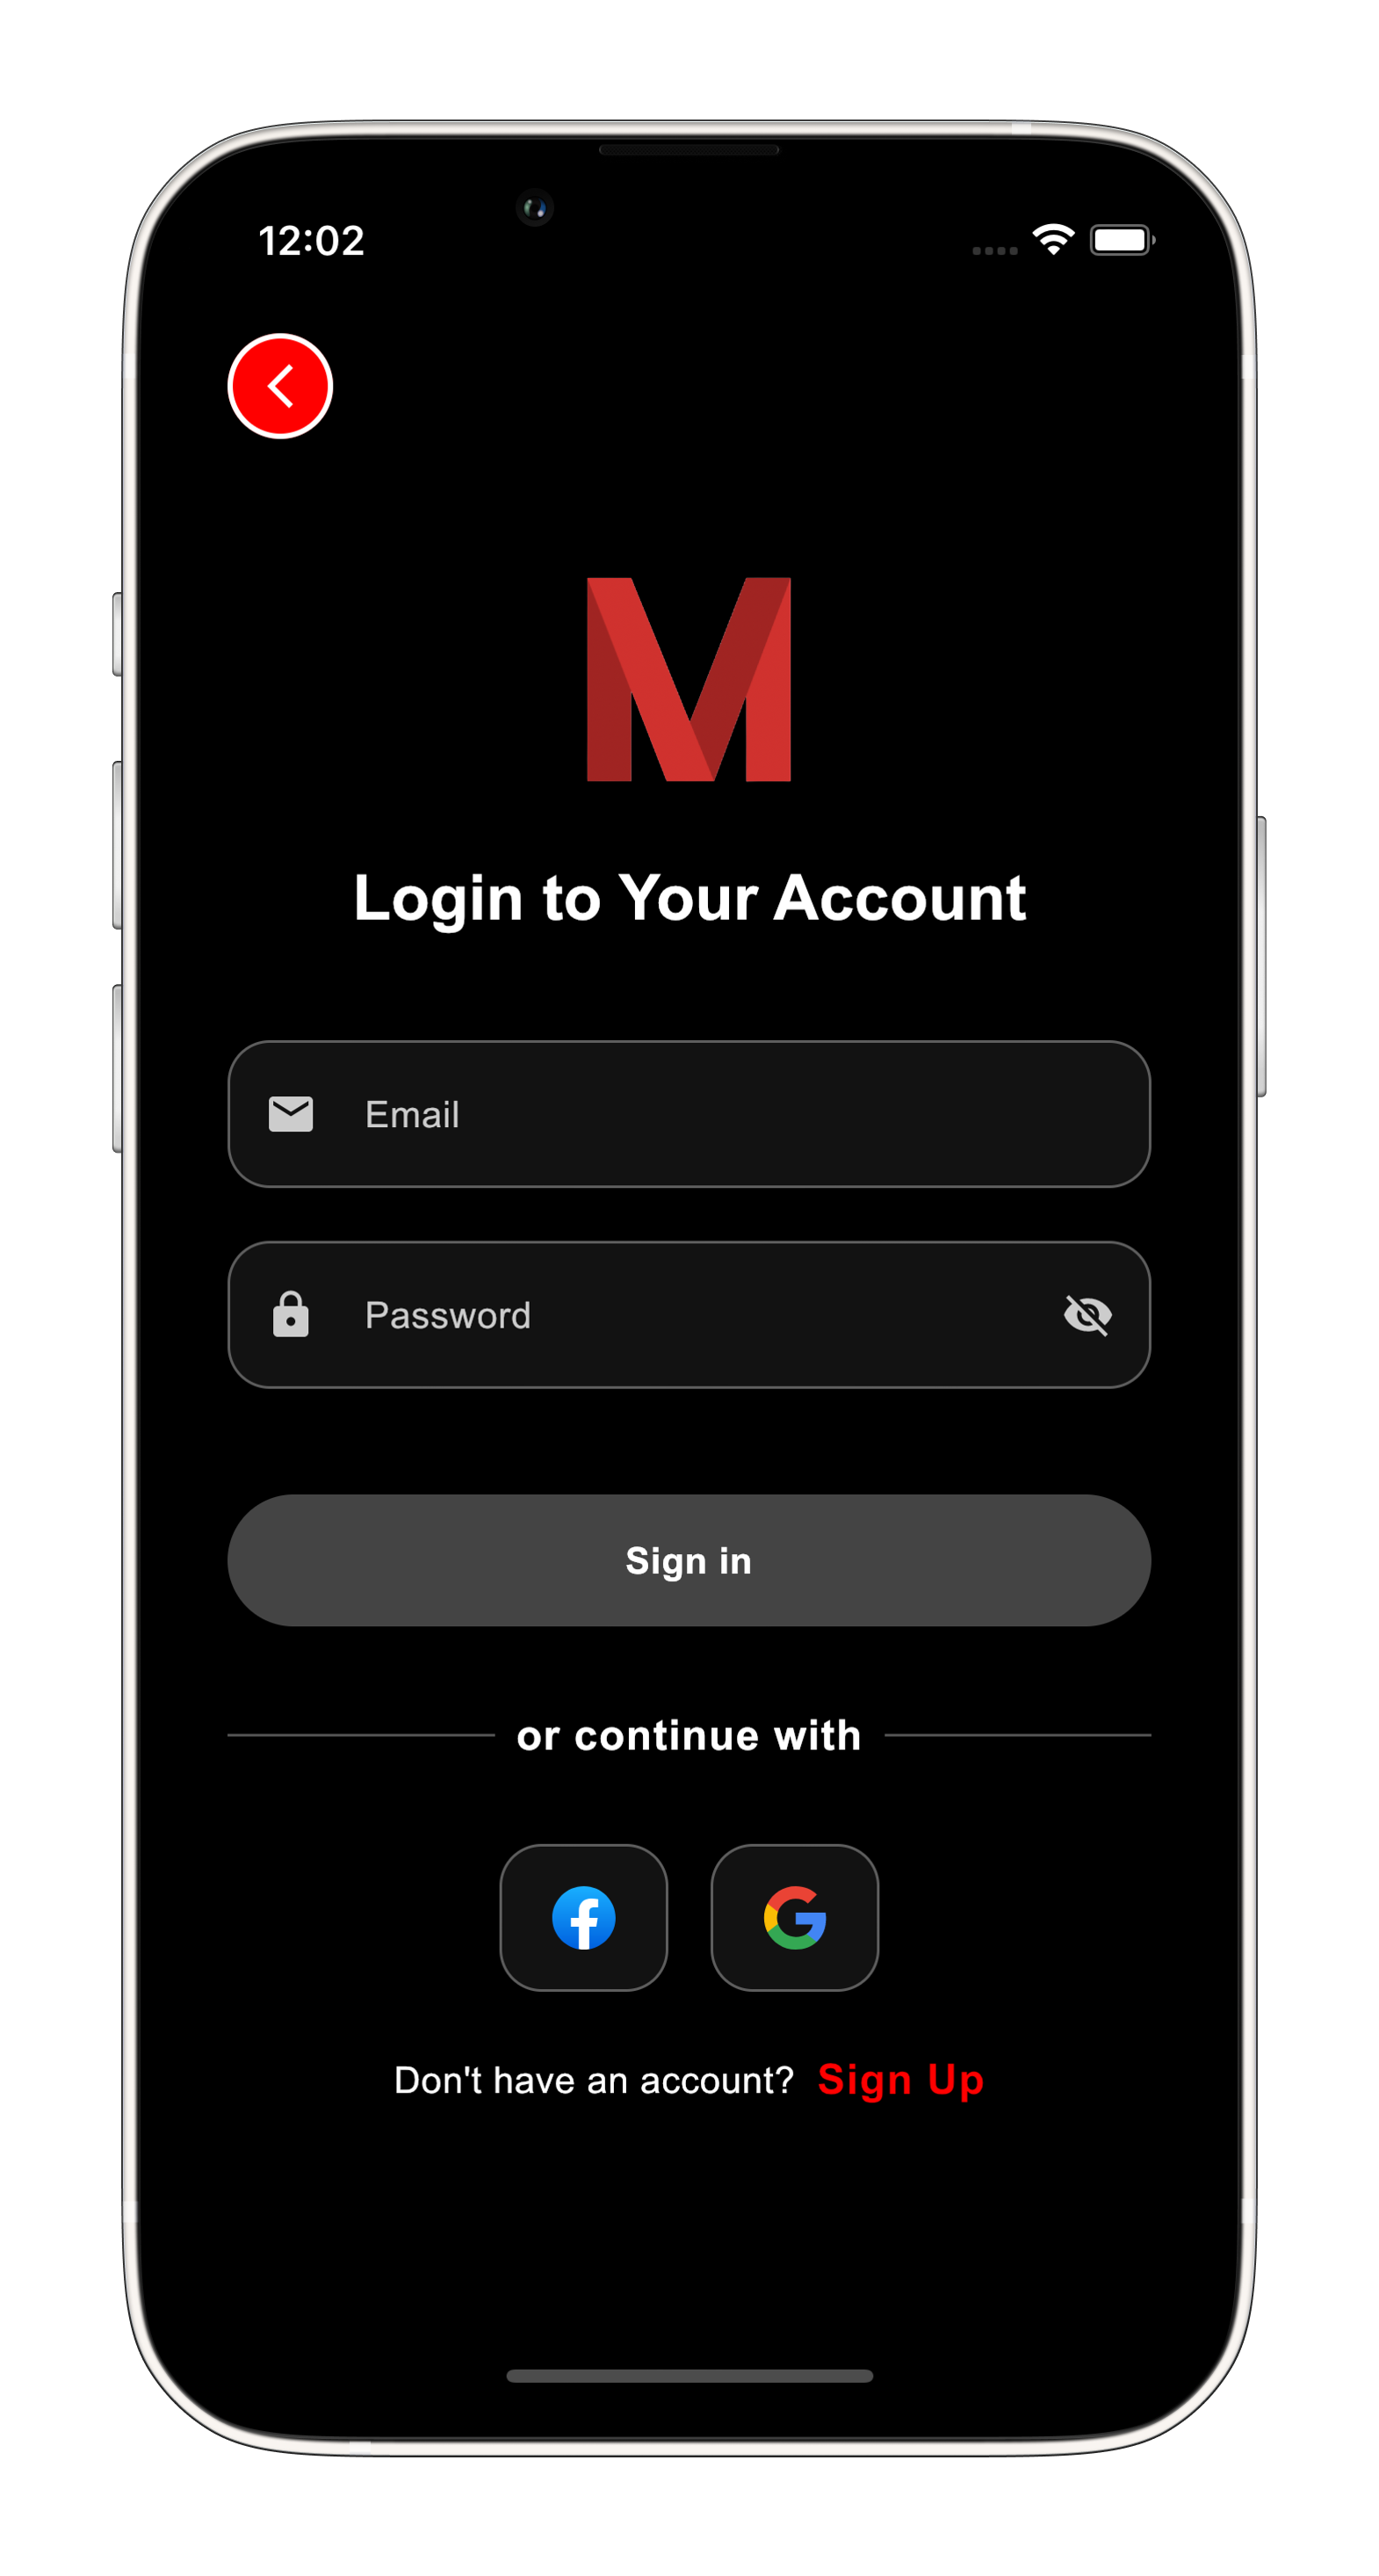 12:02
M
Login to Your Account
Email
Password
Sign in
or continue with
Don't have an account? Sign Up